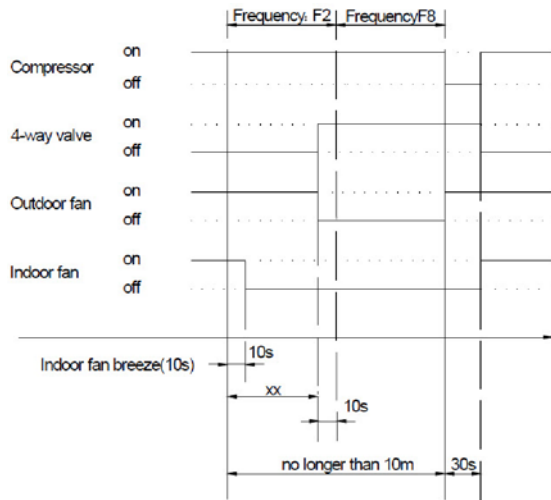 Frequency: F2 FrequencyF8
on
Compressor
off
on
4-way valve
off
on
Outdoor fan
off
on
Indoor fan
off
Indoor fan breeze(10s) 10s
xx
10s
no longer than 10m 30s